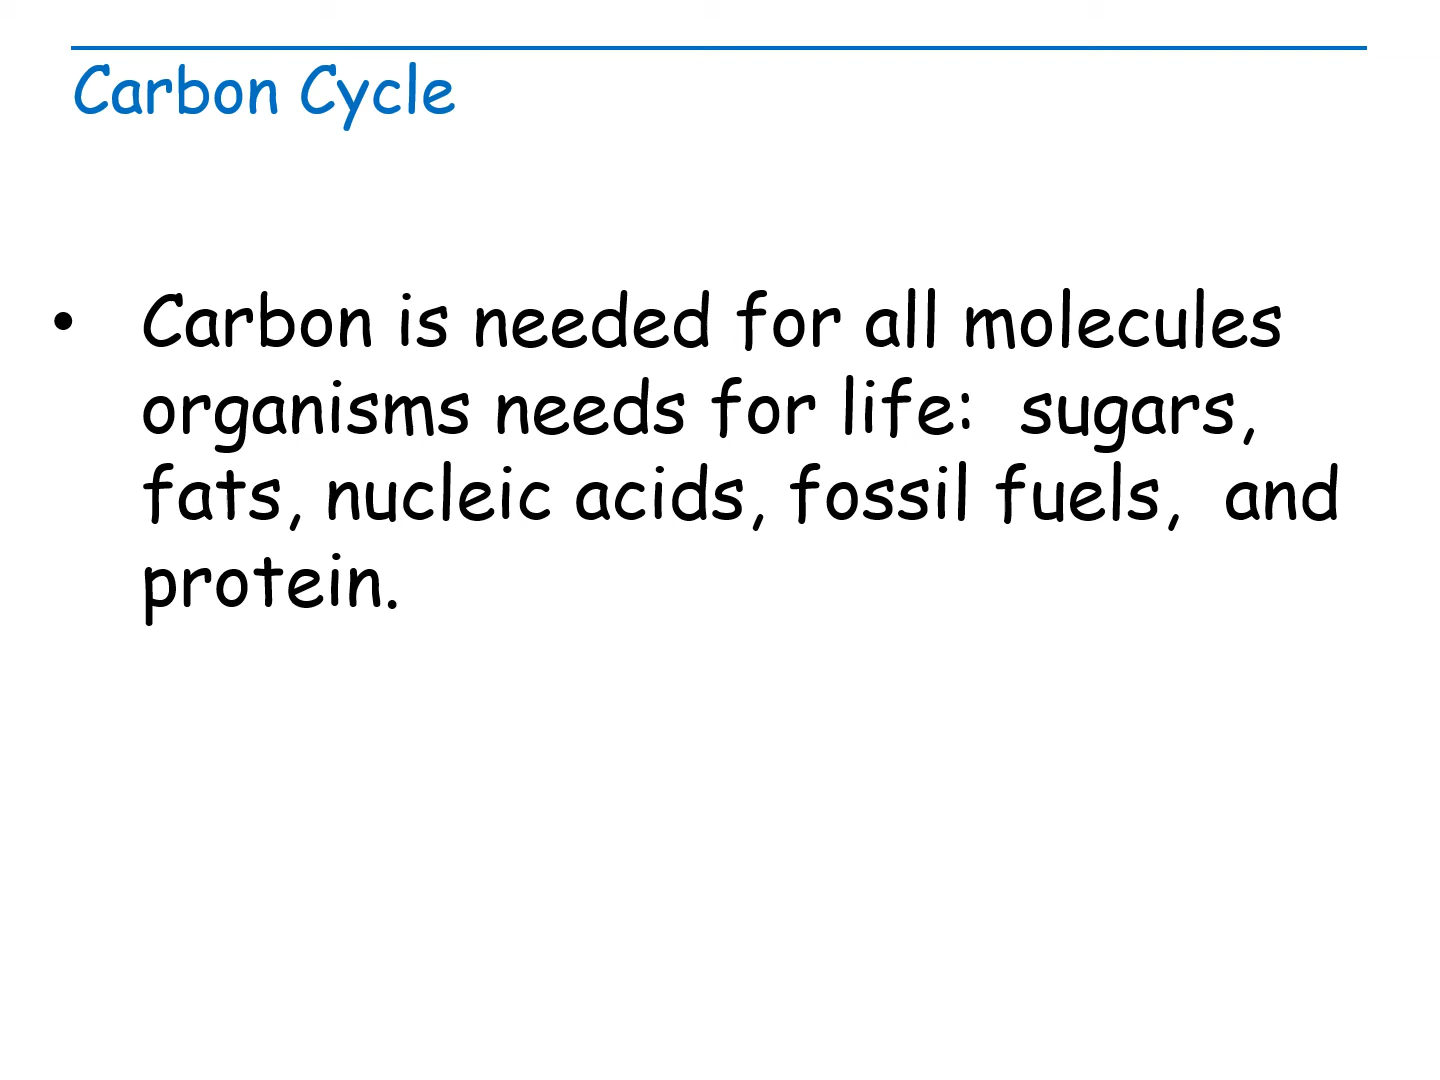 Carbon Cycle
• Carbon is needed for all molecules
organisms needs for life:  sugars,
fats, nucleic acids, fossil fuels,  and
protein.